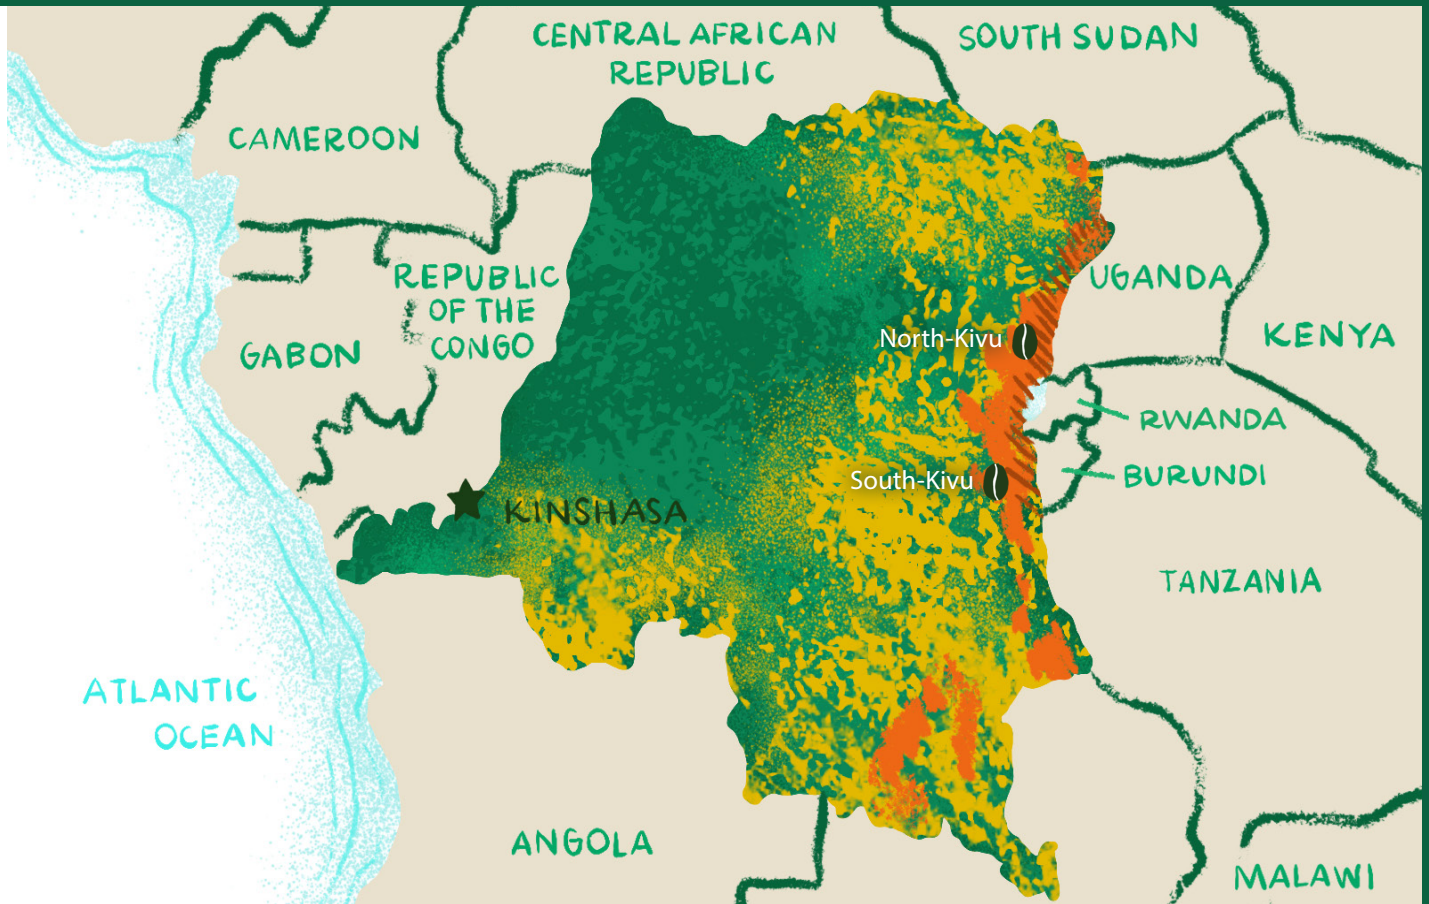 CENTRAL AFRICAN
REPUBLIC
SOUTH SUDAN
CAMEROON
REPUBLIC
OF THE
CONGO
GABON
UGANDA
KENYA
North-Kivu
RWANDA
BURUNDI
South-Kivu
KINSHASA
TANZANIA
ATLANTIC
OCEAN
ANGOLA
MALAWI